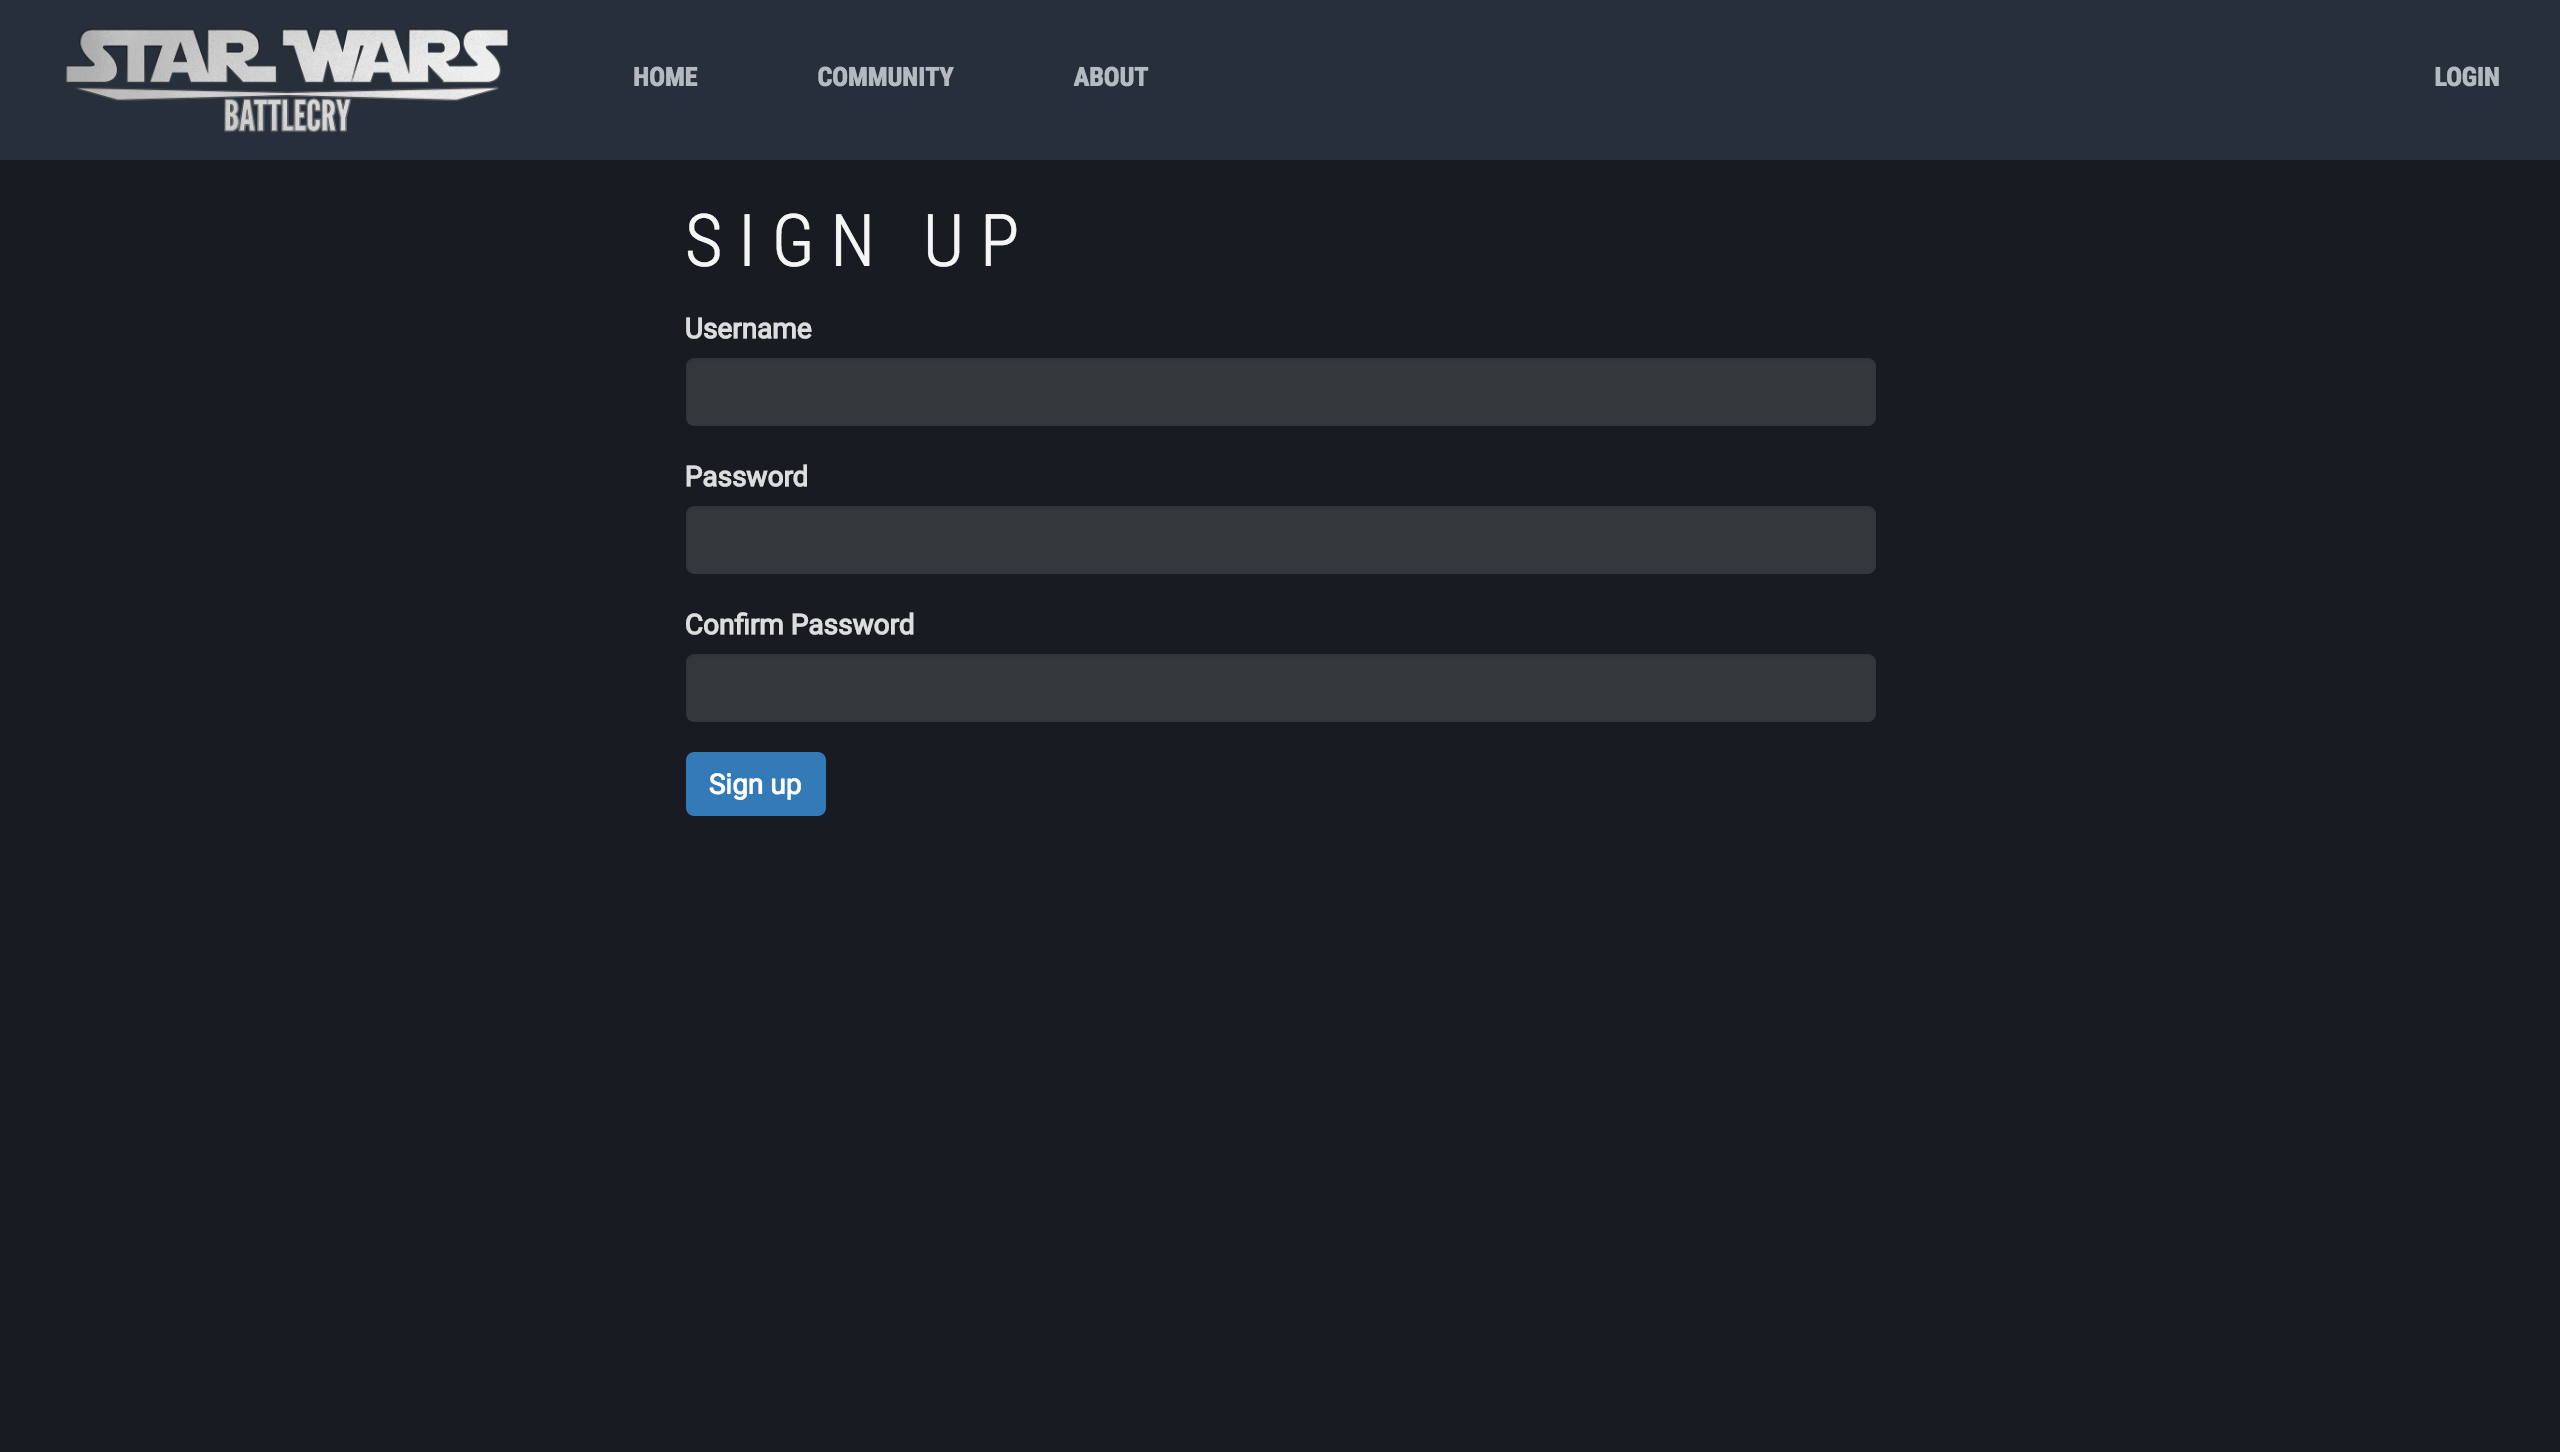 STAR WARS
BATTLECRY
HOME COMMUNITY ABOUT LOGIN
SIGN UP
Username
Password
Confirm Password
Sign up